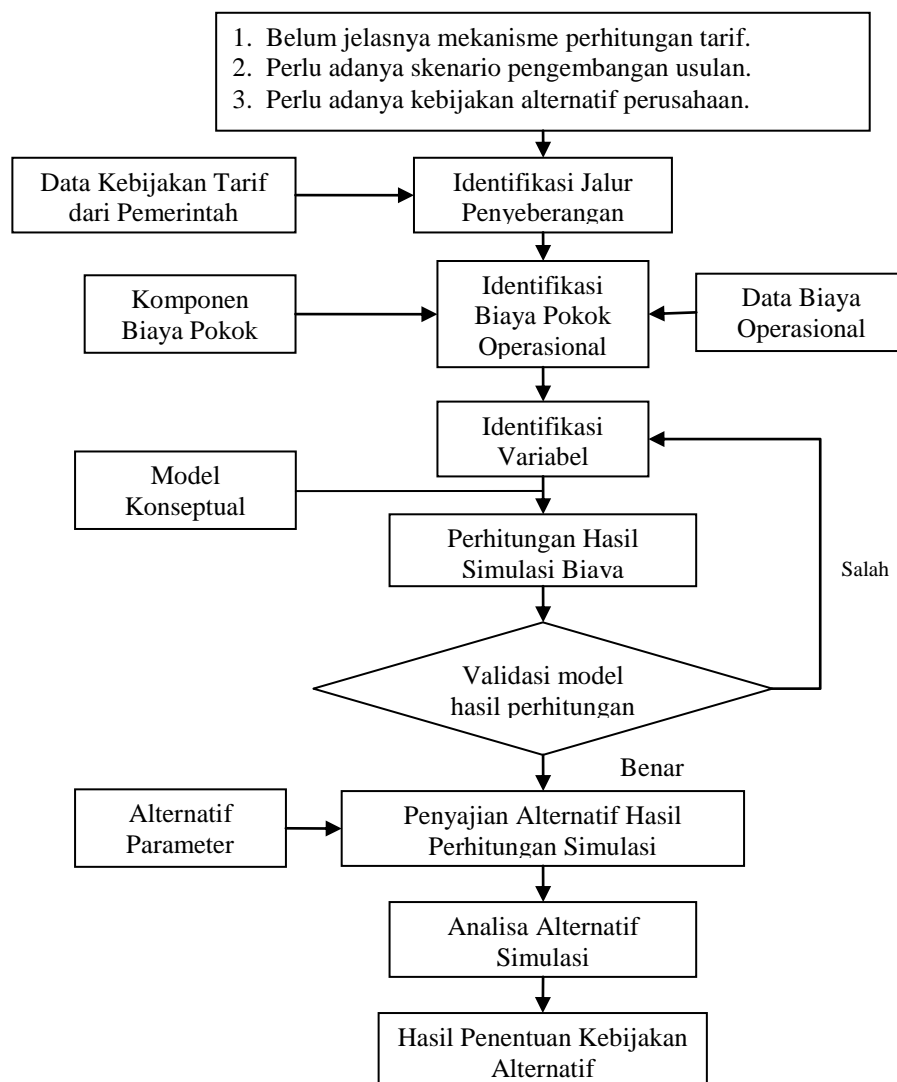 1. Belum jelasnya mekanisme perhitungan tarif.
2. Perlu adanya skenario pengembangan usulan.
3. Perlu adanya kebijakan alternatif perusahaan.
Data Kebijakan Tarif
dari Pemerintah
Identifikasi Jalur
Penyeberangan
Komponen
Biaya Pokok
Identifikasi
Biaya Pokok
Operasional
Data Biaya
Operasional
Identifikasi
Variabel
Model
Konseptual
Perhitungan Hasil
Simulasi Biava
Salah
Validasi model
hasil perhitungan
Benar
Alternatif
Parameter
Penyajian Alternatif Hasil
Perhitungan Simulasi
Analisa Alternatif
Simulasi
Hasil Penentuan Kebijakan
Alternatif